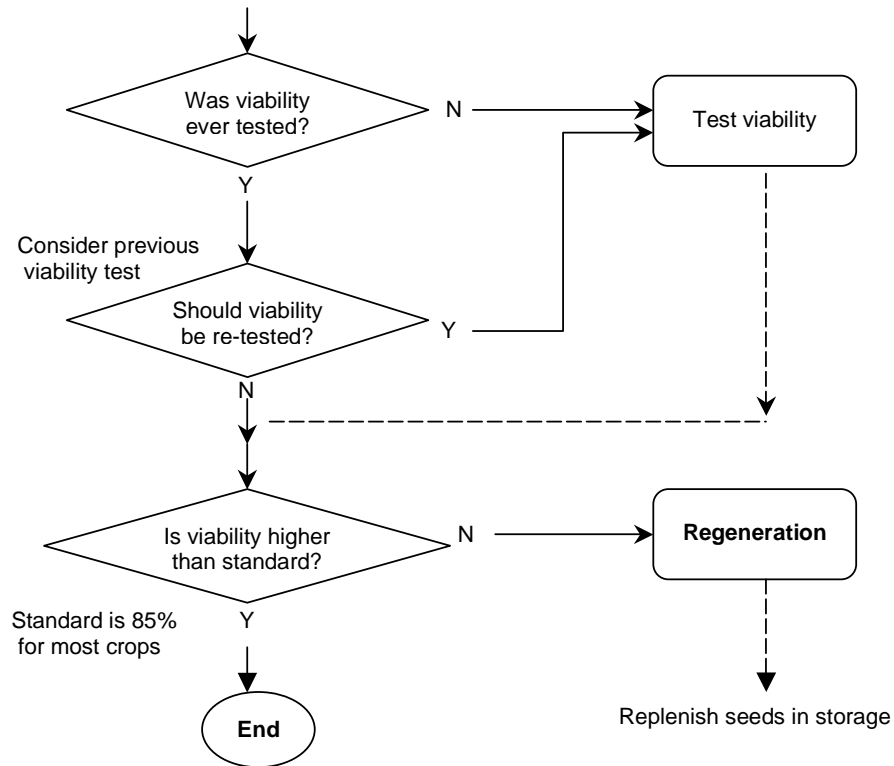 Was viability
ever tested?
N
Test viability
Y
Consider previous
viability test
Should viability
be re-tested?
Y
N
Is viability higher
than standard?
N
Regeneration
Standard is 85%
for most crops
Y
End
Replenish seeds in storage